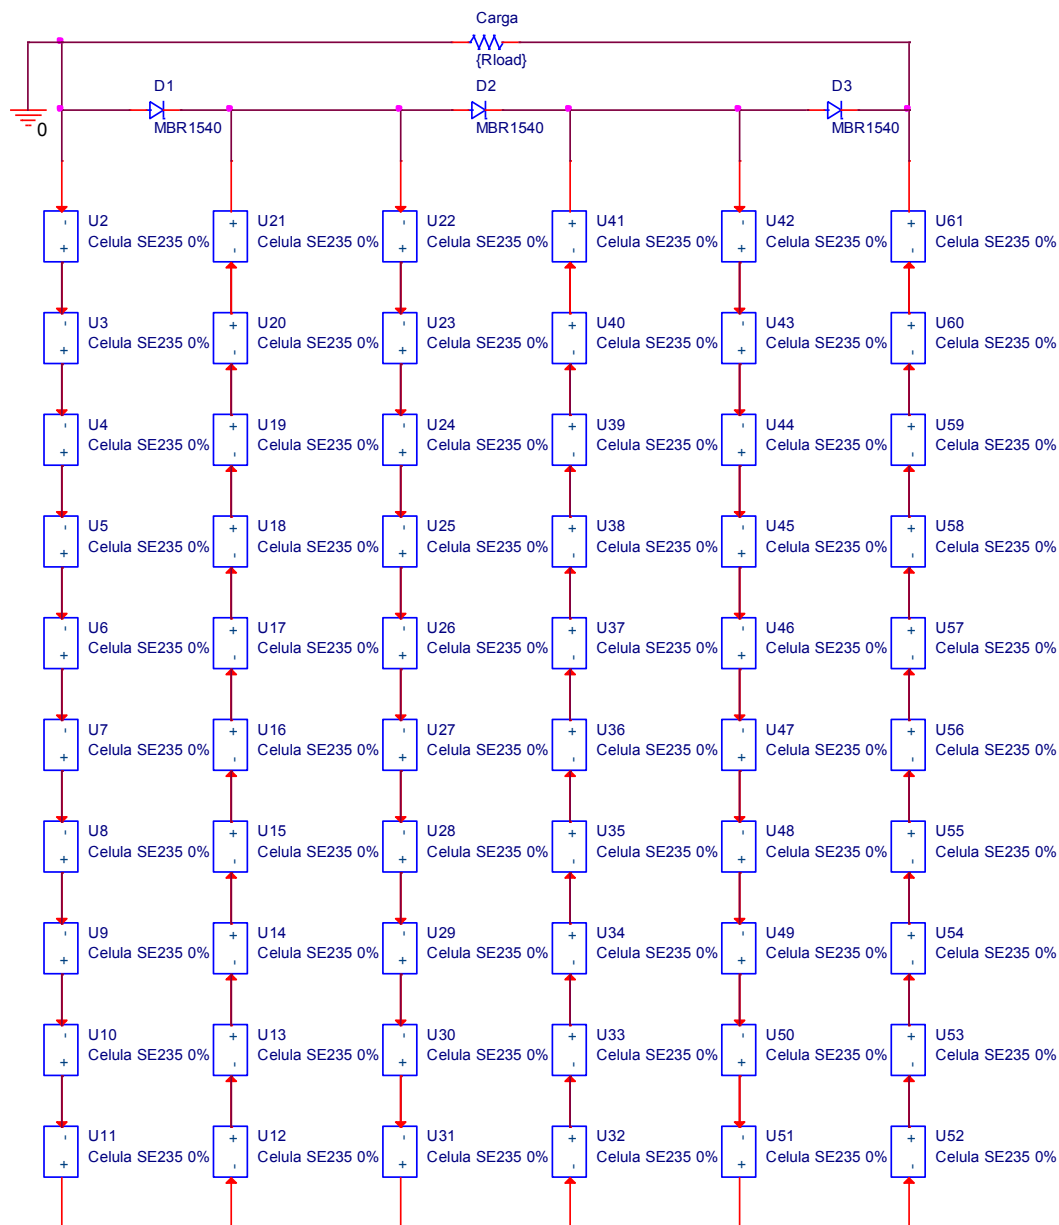 Carga
{Rload}
D1
D2
D3
MBR1540
MBR1540
MBR1540
0
U2
Celula SE235 0%
U21
Celula SE235 0%
U22
Celula SE235 0%
U41
Celula SE235 0%
U42
Celula SE235 0%
U61
Celula SE235 0%
U3
Celula SE235 0%
U20
Celula SE235 0%
U23
Celula SE235 0%
U40
Celula SE235 0%
U43
Celula SE235 0%
U60
Celula SE235 0%
U4
Celula SE235 0%
U19
Celula SE235 0%
U24
Celula SE235 0%
U39
Celula SE235 0%
U44
Celula SE235 0%
U59
Celula SE235 0%
U5
Celula SE235 0%
U18
Celula SE235 0%
U25
Celula SE235 0%
U38
Celula SE235 0%
U45
Celula SE235 0%
U58
Celula SE235 0%
U6
Celula SE235 0%
U17
Celula SE235 0%
U26
Celula SE235 0%
U37
Celula SE235 0%
U46
Celula SE235 0%
U57
Celula SE235 0%
U7
Celula SE235 0%
U16
Celula SE235 0%
U27
Celula SE235 0%
U36
Celula SE235 0%
U47
Celula SE235 0%
U56
Celula SE235 0%
U8
Celula SE235 0%
U15
Celula SE235 0%
U28
Celula SE235 0%
U35
Celula SE235 0%
U48
Celula SE235 0%
U55
Celula SE235 0%
U9
Celula SE235 0%
U14
Celula SE235 0%
U29
Celula SE235 0%
U34
Celula SE235 0%
U49
Celula SE235 0%
U54
Celula SE235 0%
U10
Celula SE235 0%
U13
Celula SE235 0%
U30
Celula SE235 0%
U33
Celula SE235 0%
U50
Celula SE235 0%
U53
Celula SE235 0%
U11
Celula SE235 0%
U12
Celula SE235 0%
U31
Celula SE235 0%
U32
Celula SE235 0%
U51
Celula SE235 0%
U52
Celula SE235 0%